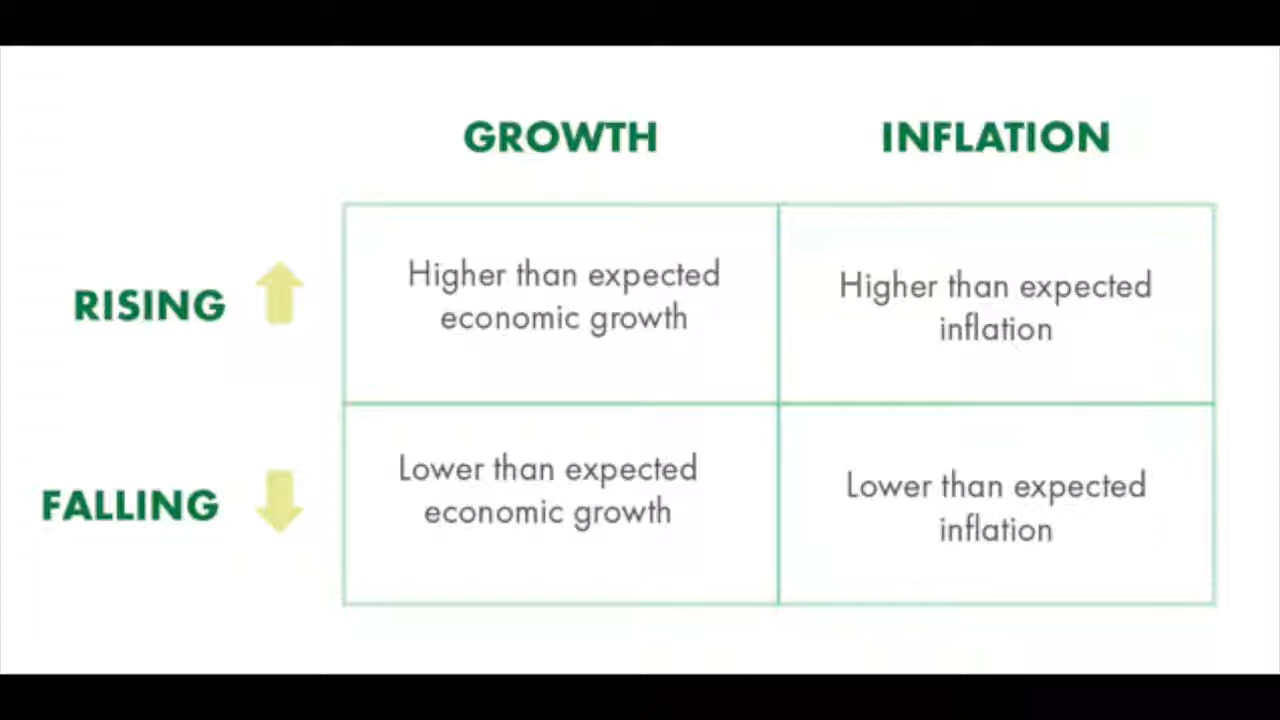 GROWTH INFLATION
RISING
Higher than expected
economic growth
Higher than expected
inflation
FALLING
Lower than expected
economic growth
Lower than expected
inflation